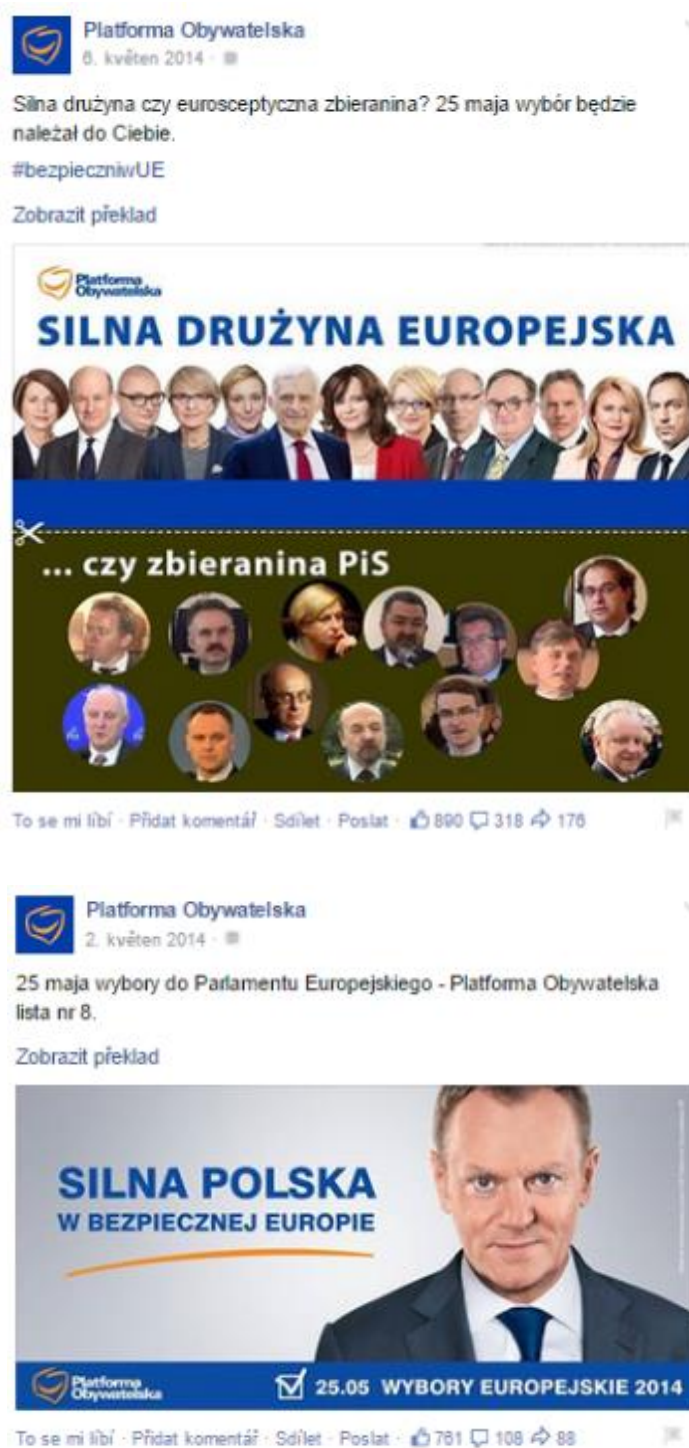 Platforma Obywatelska
6. květen 2014
Silna drużyna czy eurosceptyczna zbieranina? 25 maja wybór będzie
należał do Ciebie.
#bezpieczniwUE
Zobrazit překlad
Platforma
Obywatelska
SILNA DRUŻYNA EUROPEJSKA
... czy zbieranina PiS
To se mi líbí · Přidat komentář · Sdílet · Poslat · 890 318 176
Platforma Obywatelska
2. květen 2014
25 maja wybory do Parlamentu Europejskiego - Platforma Obywatelska
lista nr 8.
Zobrazit překlad
SILNA POLSKA
W BEZPIECZNEJ EUROPIE
Platforma
Obywatelska
25.05 WYBORY EUROPEJSKIE 2014
To se mi líbí · Přidat komentář · Sdílet · Poslat · 761 108 88